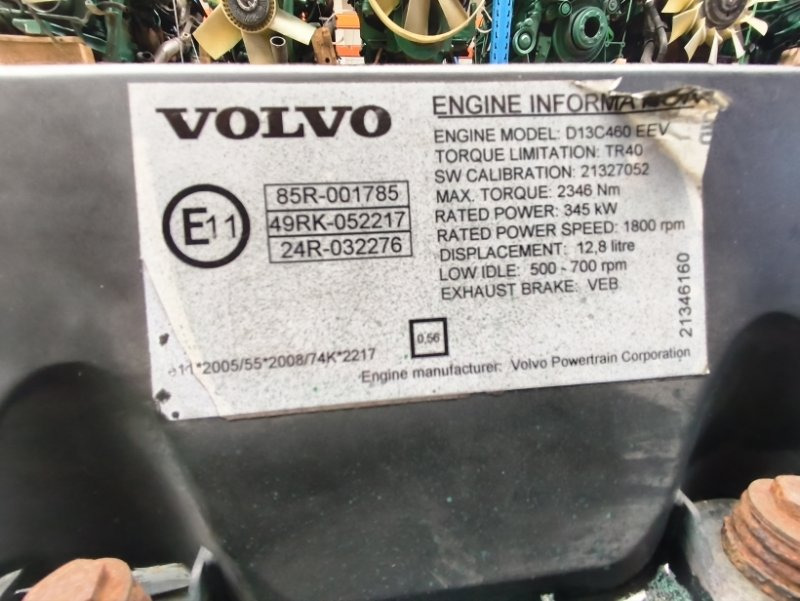 VOLVO
E11
85R-001785
49RK-052217
24R-032276
ENGINE INFORMATION
ENGINE MODEL: D13C460 EEV
TORQUE LIMITATION: TR40
SW CALIBRATION: 21327052
MAX. TORQUE: 2346 Nm
RATED POWER: 345 kW
RATED POWER SPEED: 1800 rpm
DISPLACEMENT: 12,8 litre
LOW IDLE: 500 - 700 rpm
EXHAUST BRAKE: VEB
21346160
0,56
e11*2005/55*2008/74K*2217
Engine manufacturer: Volvo Powertrain Corporation